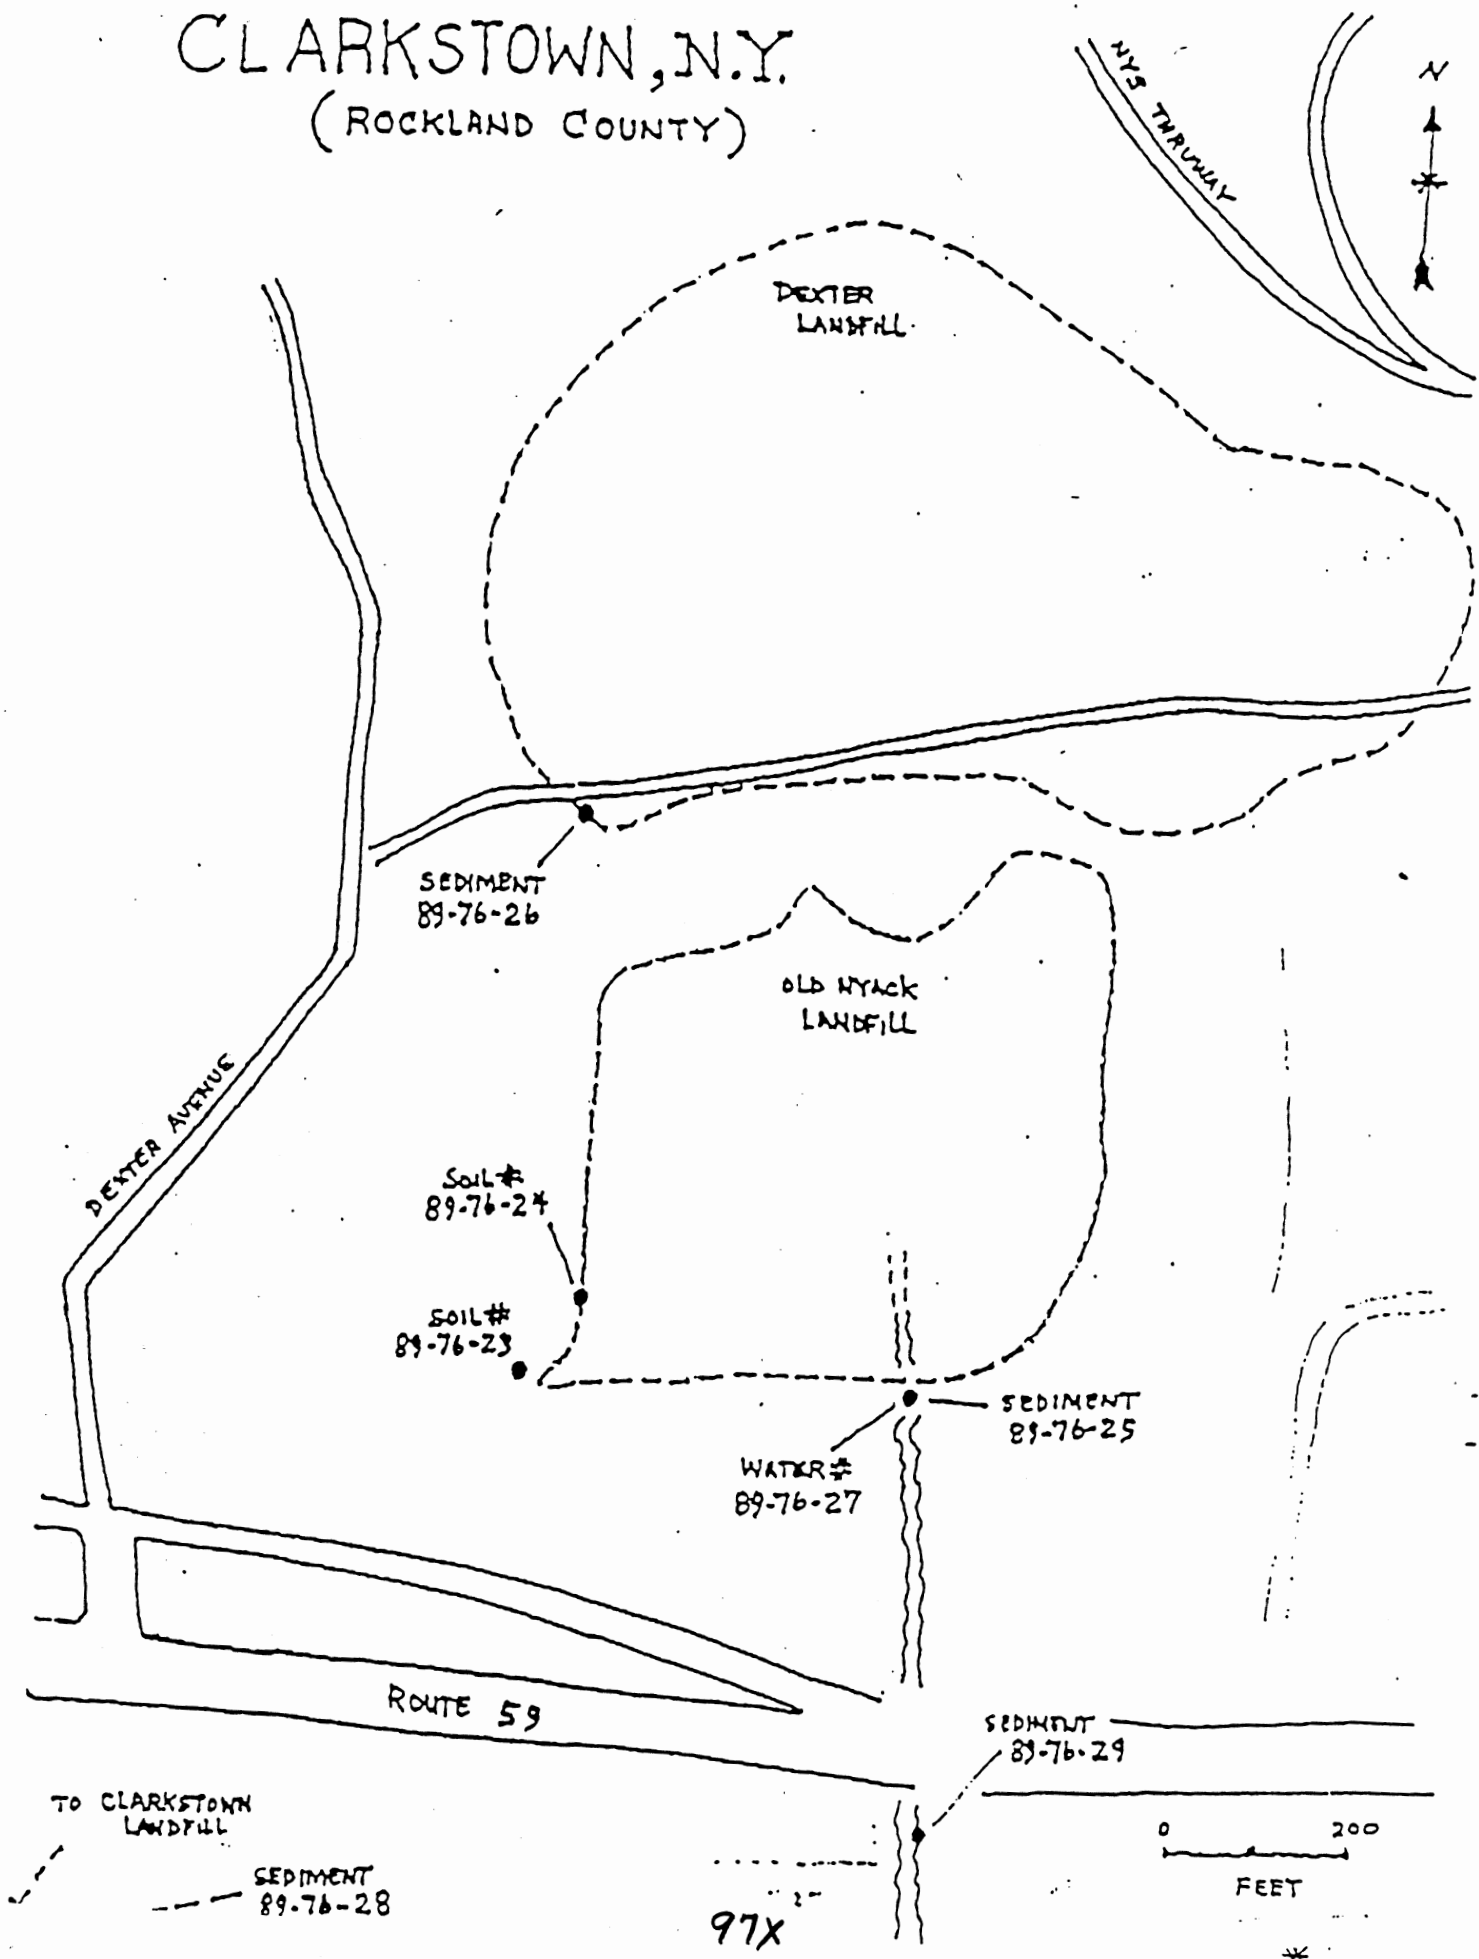 CLARKSTOWN, N.Y.
(ROCKLAND COUNTY)
NYS THRUWAY
N
DEXTER
LANDFILL
SEDIMENT
89-76-26
OLD NYACK
LANDFILL
DEXTER AVENUE
SOIL#
89-76-24
SOIL#
89-76-23
SEDIMENT
89-76-25
WATER#
89-76-27
ROUTE 59
SEDIMENT
89-76-29
TO CLARKSTOWN
LANDFILL
SEDIMENT
89-76-28
0 200
FEET
97X